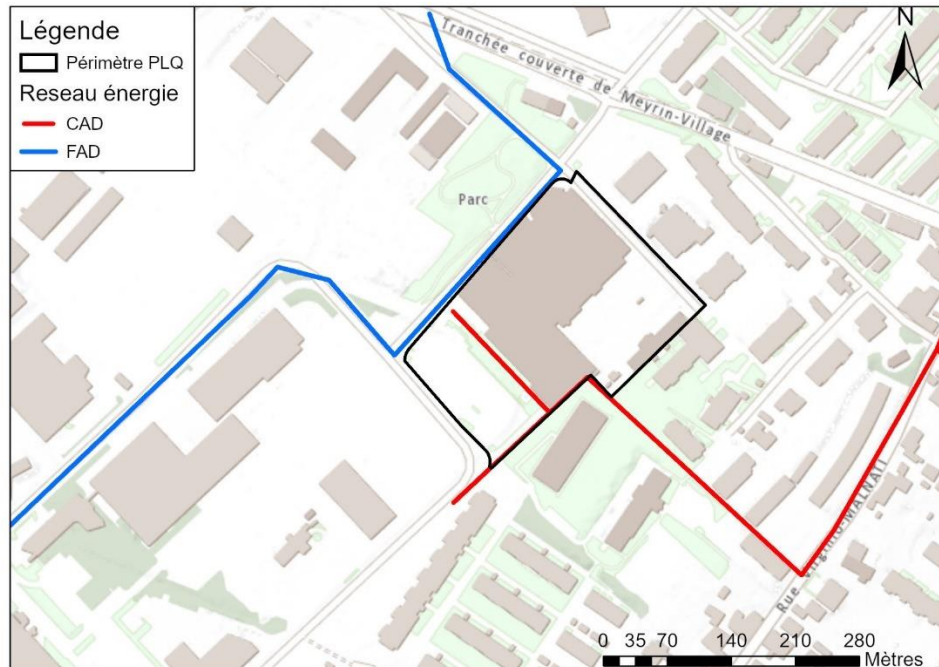 Légende
Périmètre PLQ
Reseau énergie
CAD
FAD
N
Tranchée couverte de Meyrin-Village
Parc
Rue MALNATI
0 35 70 140 210 280
Mètres